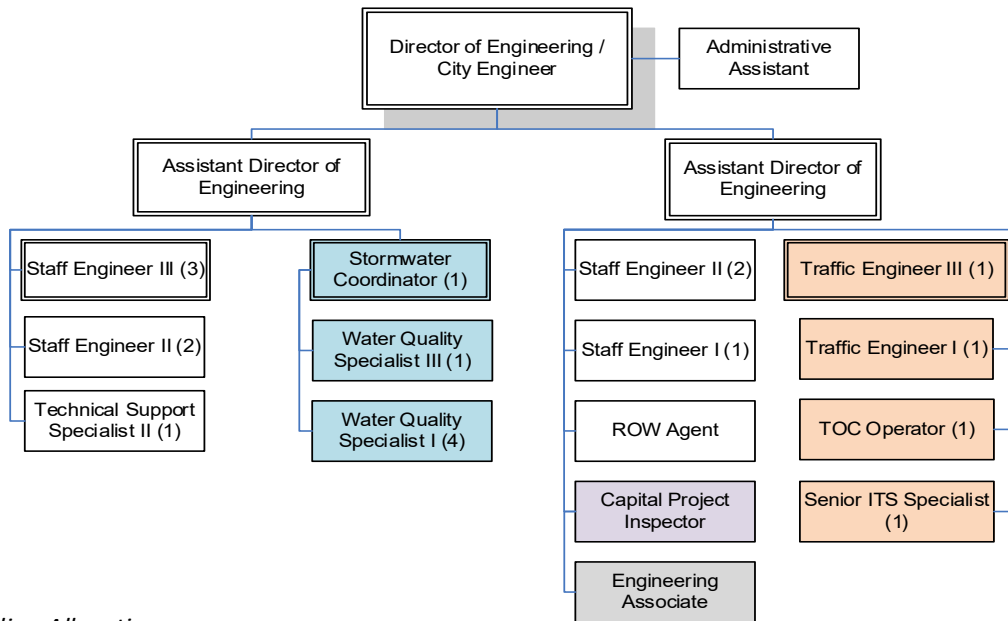 Director of Engineering /
City Engineer
Administrative
Assistant
Assistant Director of
Engineering
Assistant Director of
Engineering
Staff Engineer III (3)
Stormwater
Coordinator (1)
Staff Engineer II (2)
Traffic Engineer III (1)
Staff Engineer II (2)
Water Quality
Specialist III (1)
Staff Engineer I (1)
Traffic Engineer I (1)
Technical Support
Specialist II (1)
Water Quality
Specialist I (4)
ROW Agent
TOC Operator (1)
Capital Project
Inspector
Senior ITS Specialist
(1)
Engineering
Associate